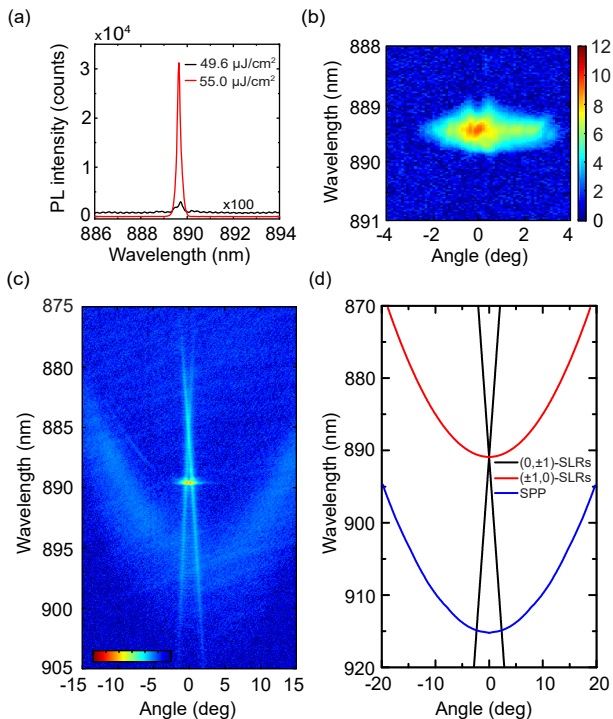 (a)
PL intensity (counts)
×10⁴
3
2
1
0
49.6 µJ/cm²
55.0 µJ/cm²
x100
886 888 890 892 894
Wavelength (nm)
(b)
Wavelength (nm)
888
889
890
891
-4 -2 0 2 4
Angle (deg)
12
10
8
6
4
2
0
(c)
Wavelength (nm)
875
880
885
890
895
900
905
-15 -10 -5 0 5 10 15
Angle (deg)
(d)
Wavelength (nm)
870
880
890
900
910
920
(0,±1)-SLRs
(±1,0)-SLRs
SPP
-20 -10 0 10 20
Angle (deg)